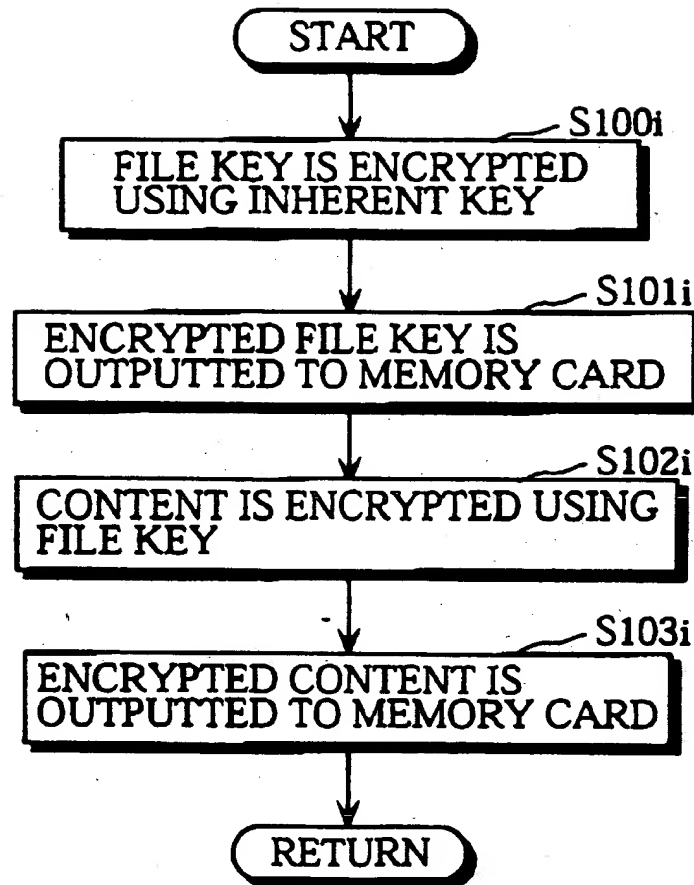 START
S100i
FILE KEY IS ENCRYPTED
USING INHERENT KEY
S101i
ENCRYPTED FILE KEY IS
OUTPUTTED TO MEMORY CARD
S102i
CONTENT IS ENCRYPTED USING
FILE KEY
S103i
ENCRYPTED CONTENT IS
OUTPUTTED TO MEMORY CARD
RETURN